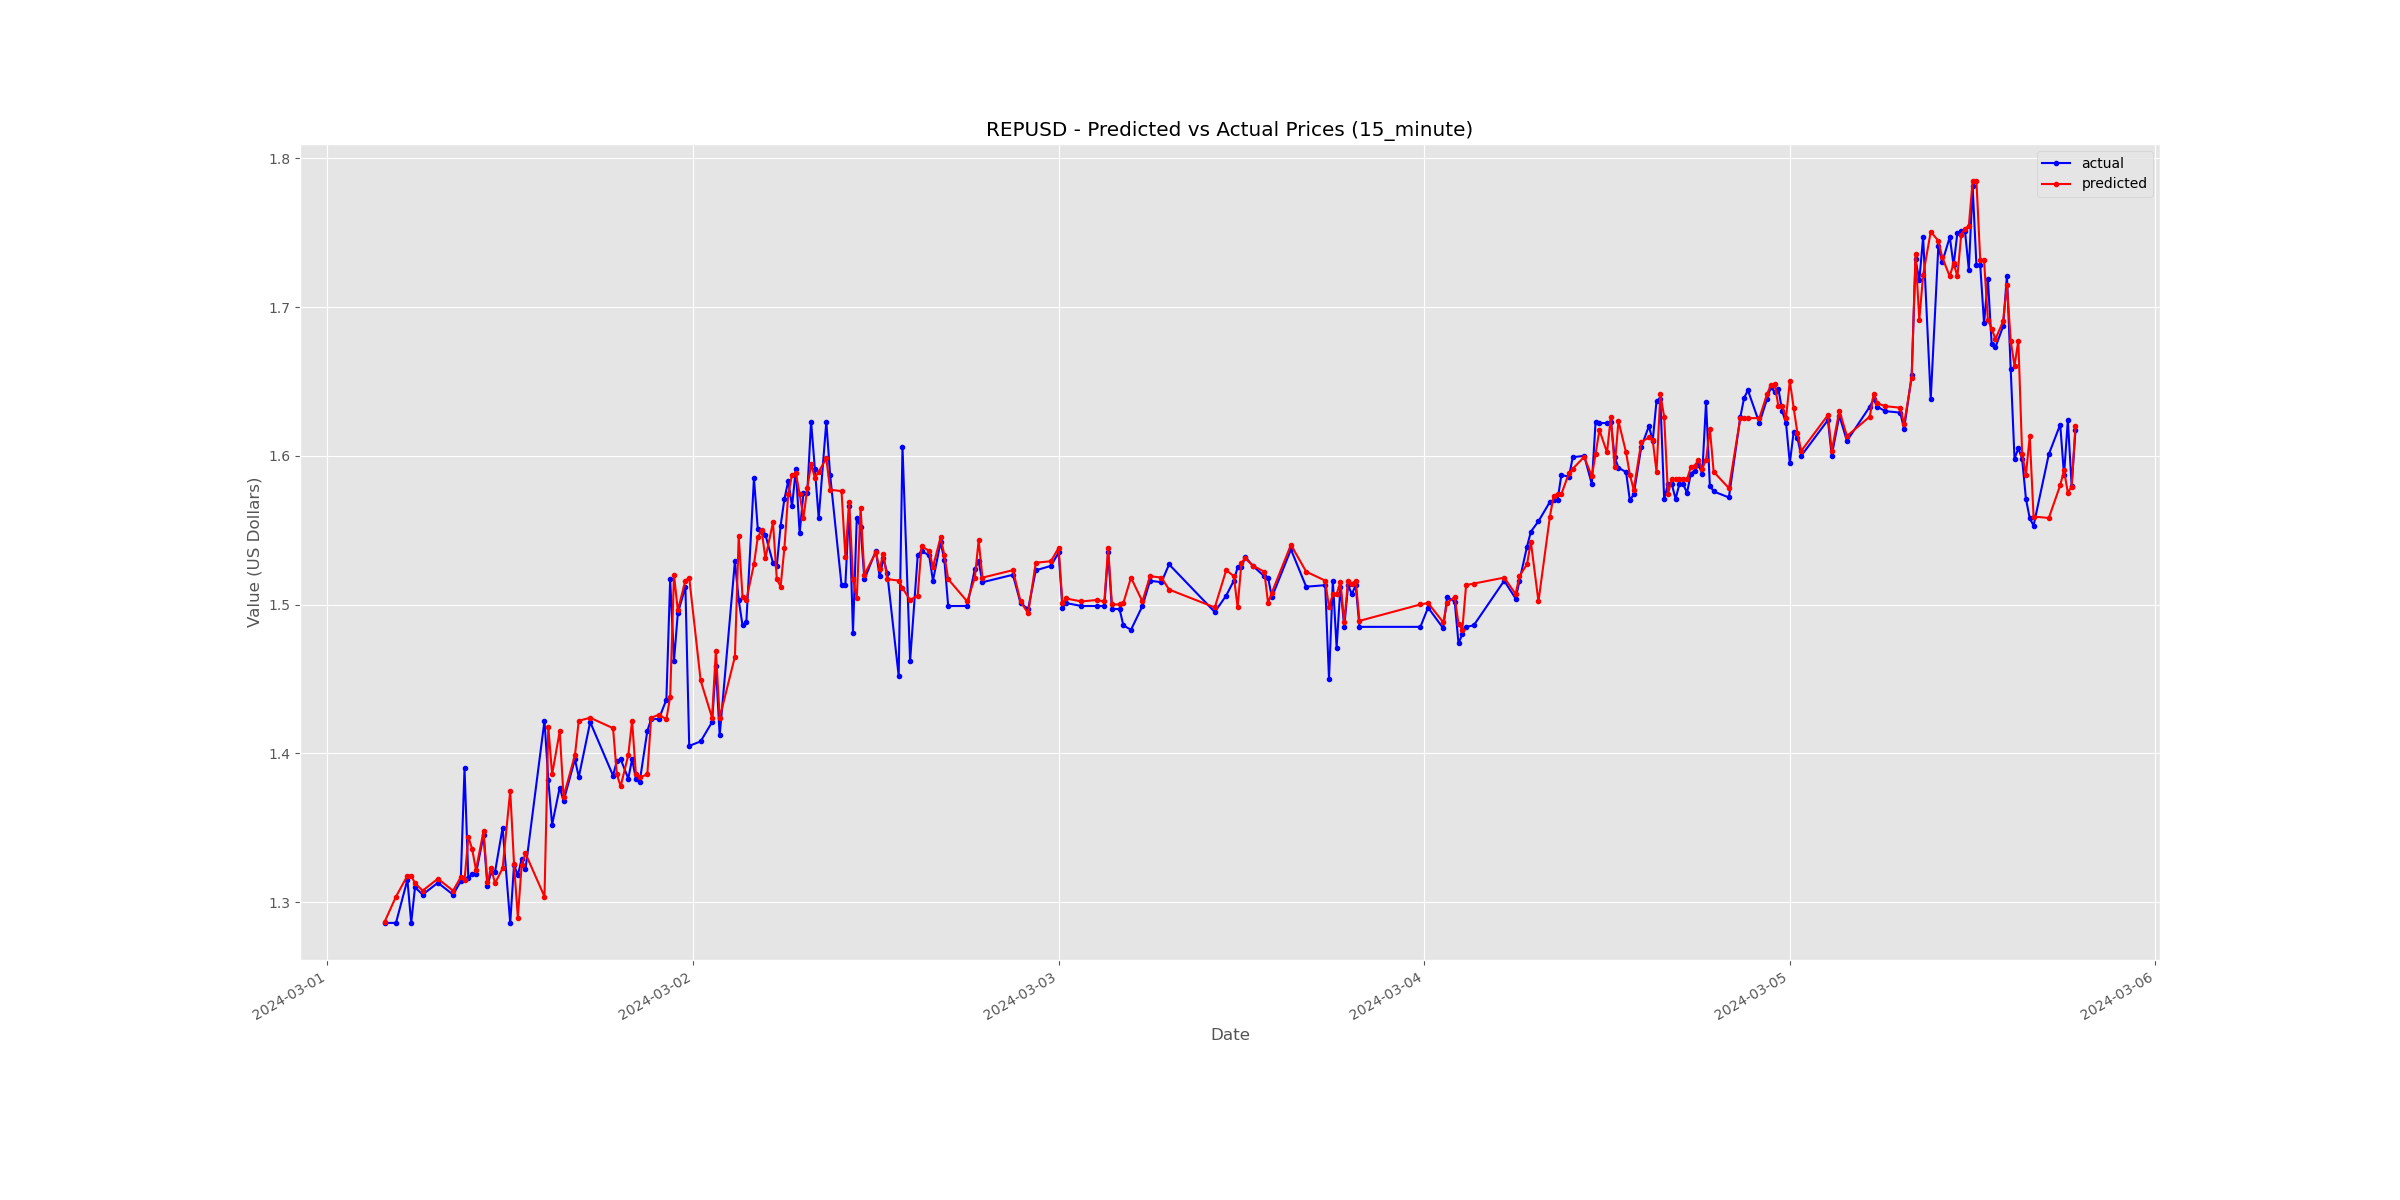 REPUSD - Predicted vs Actual Prices (15_minute)
actual
predicted
1.8
1.7
1.6
1.5
1.4
1.3
Value (US Dollars)
2024-03-01
2024-03-02
2024-03-03
2024-03-04
2024-03-05
2024-03-06
Date